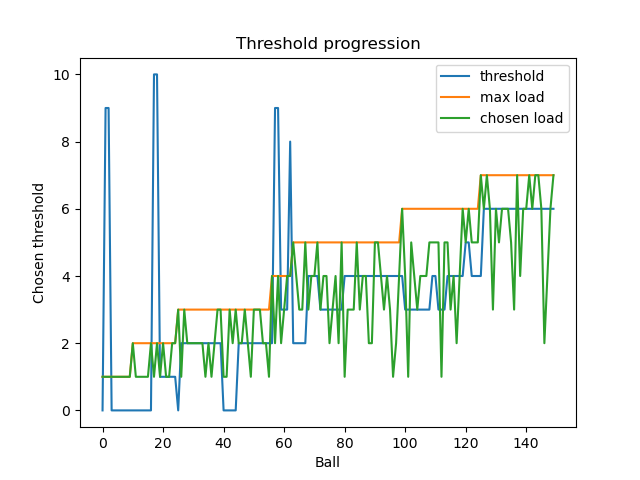 Threshold progression
threshold
max load
chosen load
Chosen threshold
10
8
6
4
2
0
0 20 40 60 80 100 120 140
Ball